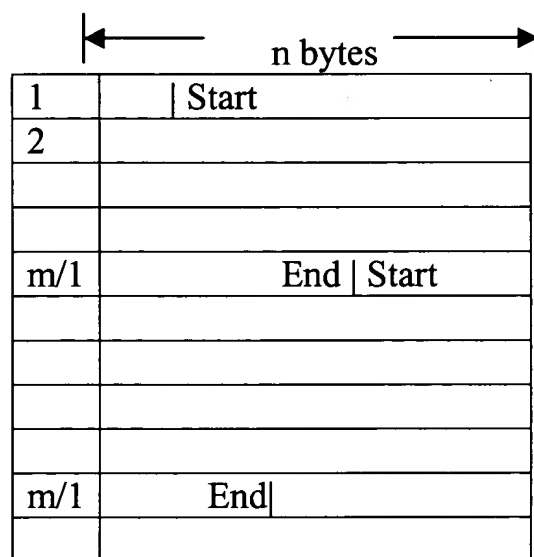 n bytes
1 | Start
2
m/1 End | Start
m/1 End|